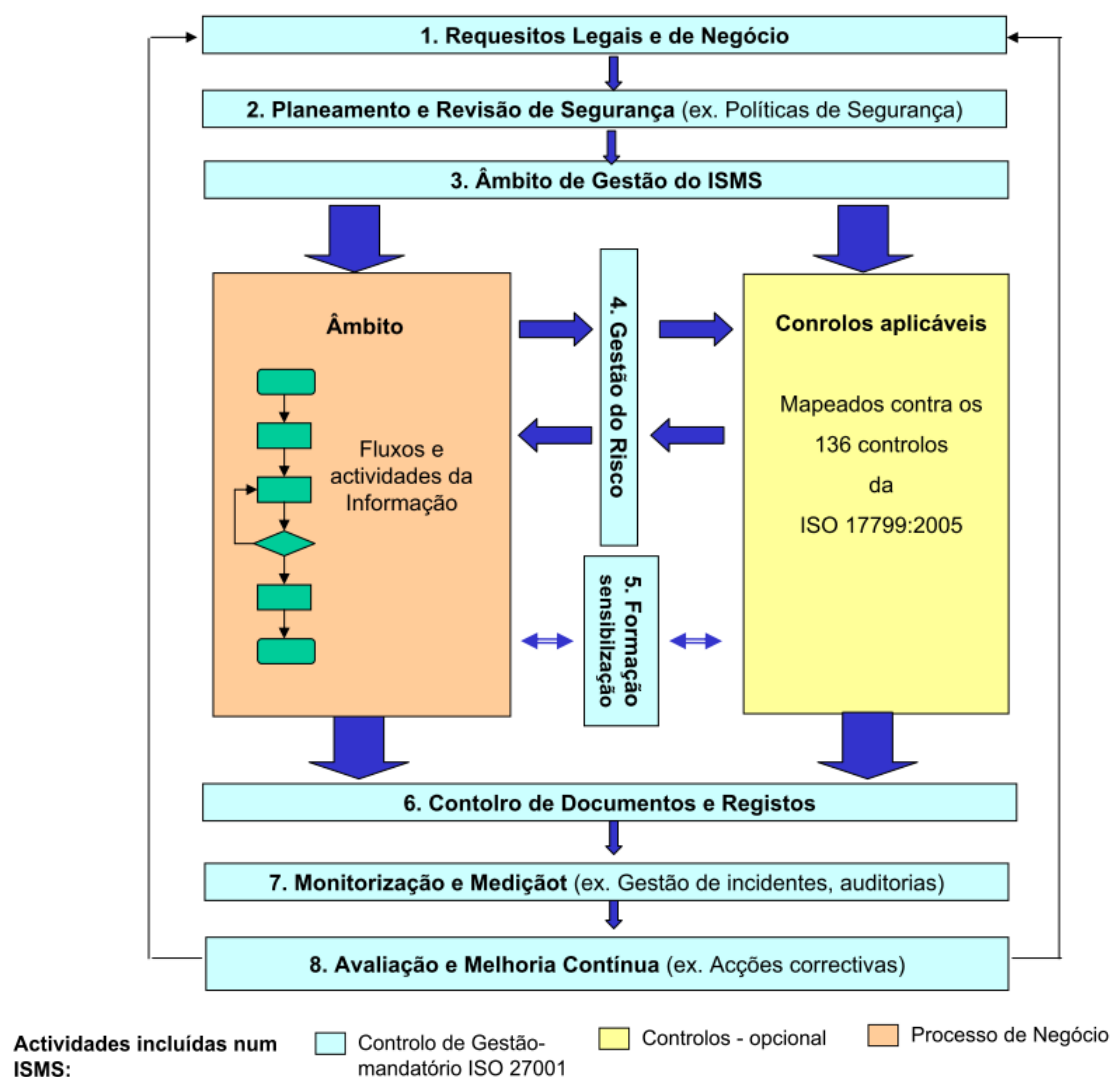 1. Requesitos Legais e de Negócio
2. Planeamento e Revisão de Segurança (ex. Políticas de Segurança)
3. Âmbito de Gestão do ISMS
Âmbito
Fluxos e
actividades da
Informação
4. Gestão do Risco
5. Formação
sensibilzação
Conrolos aplicáveis
Mapeados contra os
136 controlos
da
ISO 17799:2005
6. Contolro de Documentos e Registos
7. Monitorização e Mediçãot (ex. Gestão de incidentes, auditorias)
8. Avaliação e Melhoria Contínua (ex. Acções correctivas)
Actividades incluídas num
ISMS:
Controlo de Gestão-
mandatório ISO 27001
Controlos - opcional
Processo de Negócio